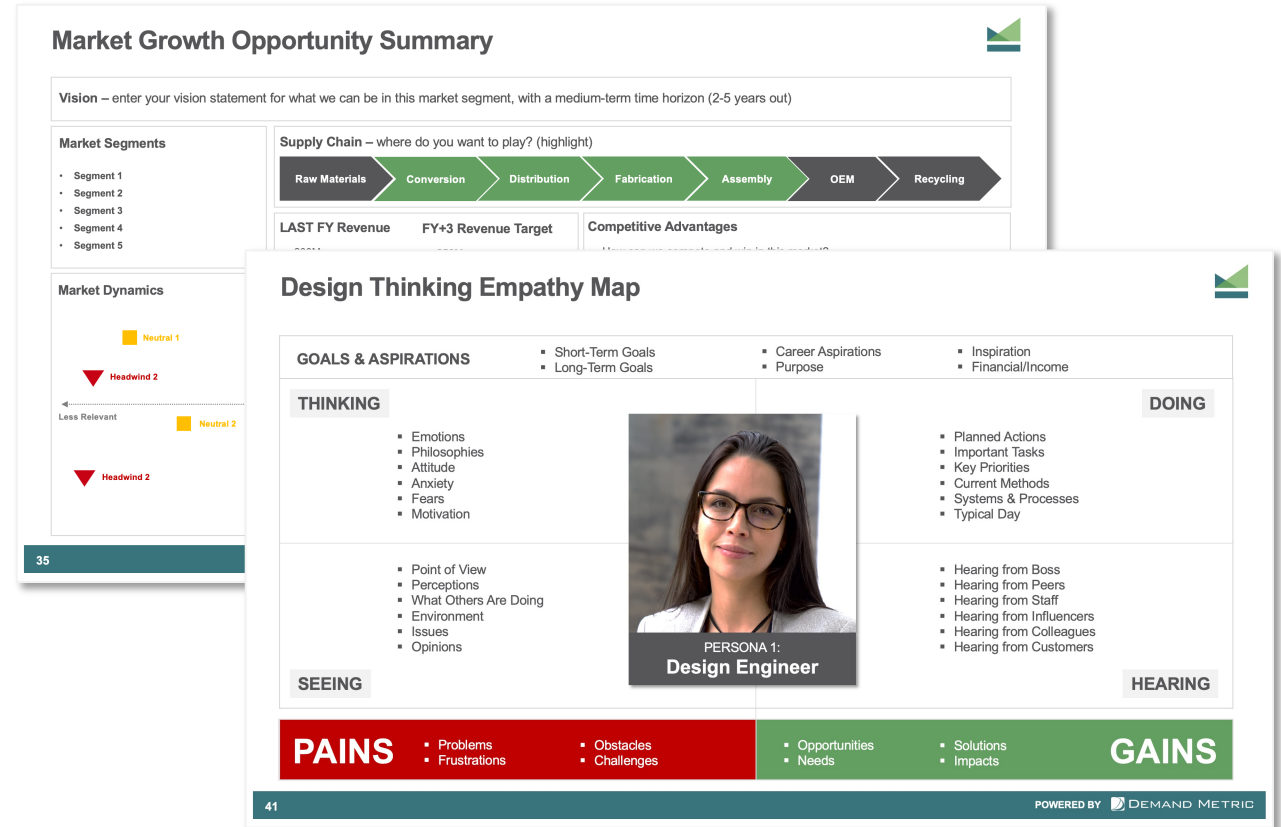 Market Growth Opportunity Summary
Vision – enter your vision statement for what we can be in this market segment, with a medium-term time horizon (2-5 years out)
Market Segments
• Segment 1
• Segment 2
• Segment 3
• Segment 4
• Segment 5
Supply Chain – where do you want to play? (highlight)
Raw Materials
Conversion
Distribution
Fabrication
Assembly
OEM
Recycling
LAST FY Revenue
FY+3 Revenue Target
Competitive Advantages
Market Dynamics
Neutral 1
Headwind 2
Less Relevant
Neutral 2
Headwind 2
35
Design Thinking Empathy Map
GOALS & ASPIRATIONS
▪ Short-Term Goals
▪ Long-Term Goals
▪ Career Aspirations
▪ Purpose
▪ Inspiration
▪ Financial/Income
THINKING
▪ Emotions
▪ Philosophies
▪ Attitude
▪ Anxiety
▪ Fears
▪ Motivation
DOING
▪ Planned Actions
▪ Important Tasks
▪ Key Priorities
▪ Current Methods
▪ Systems & Processes
▪ Typical Day
▪ Point of View
▪ Perceptions
▪ What Others Are Doing
▪ Environment
▪ Issues
▪ Opinions
SEEING
PERSONA 1:
Design Engineer
▪ Hearing from Boss
▪ Hearing from Peers
▪ Hearing from Staff
▪ Hearing from Influencers
▪ Hearing from Colleagues
▪ Hearing from Customers
HEARING
PAINS
▪ Problems
▪ Frustrations
▪ Obstacles
▪ Challenges
▪ Opportunities
▪ Needs
▪ Solutions
▪ Impacts
GAINS
41
POWERED BY DEMAND METRIC